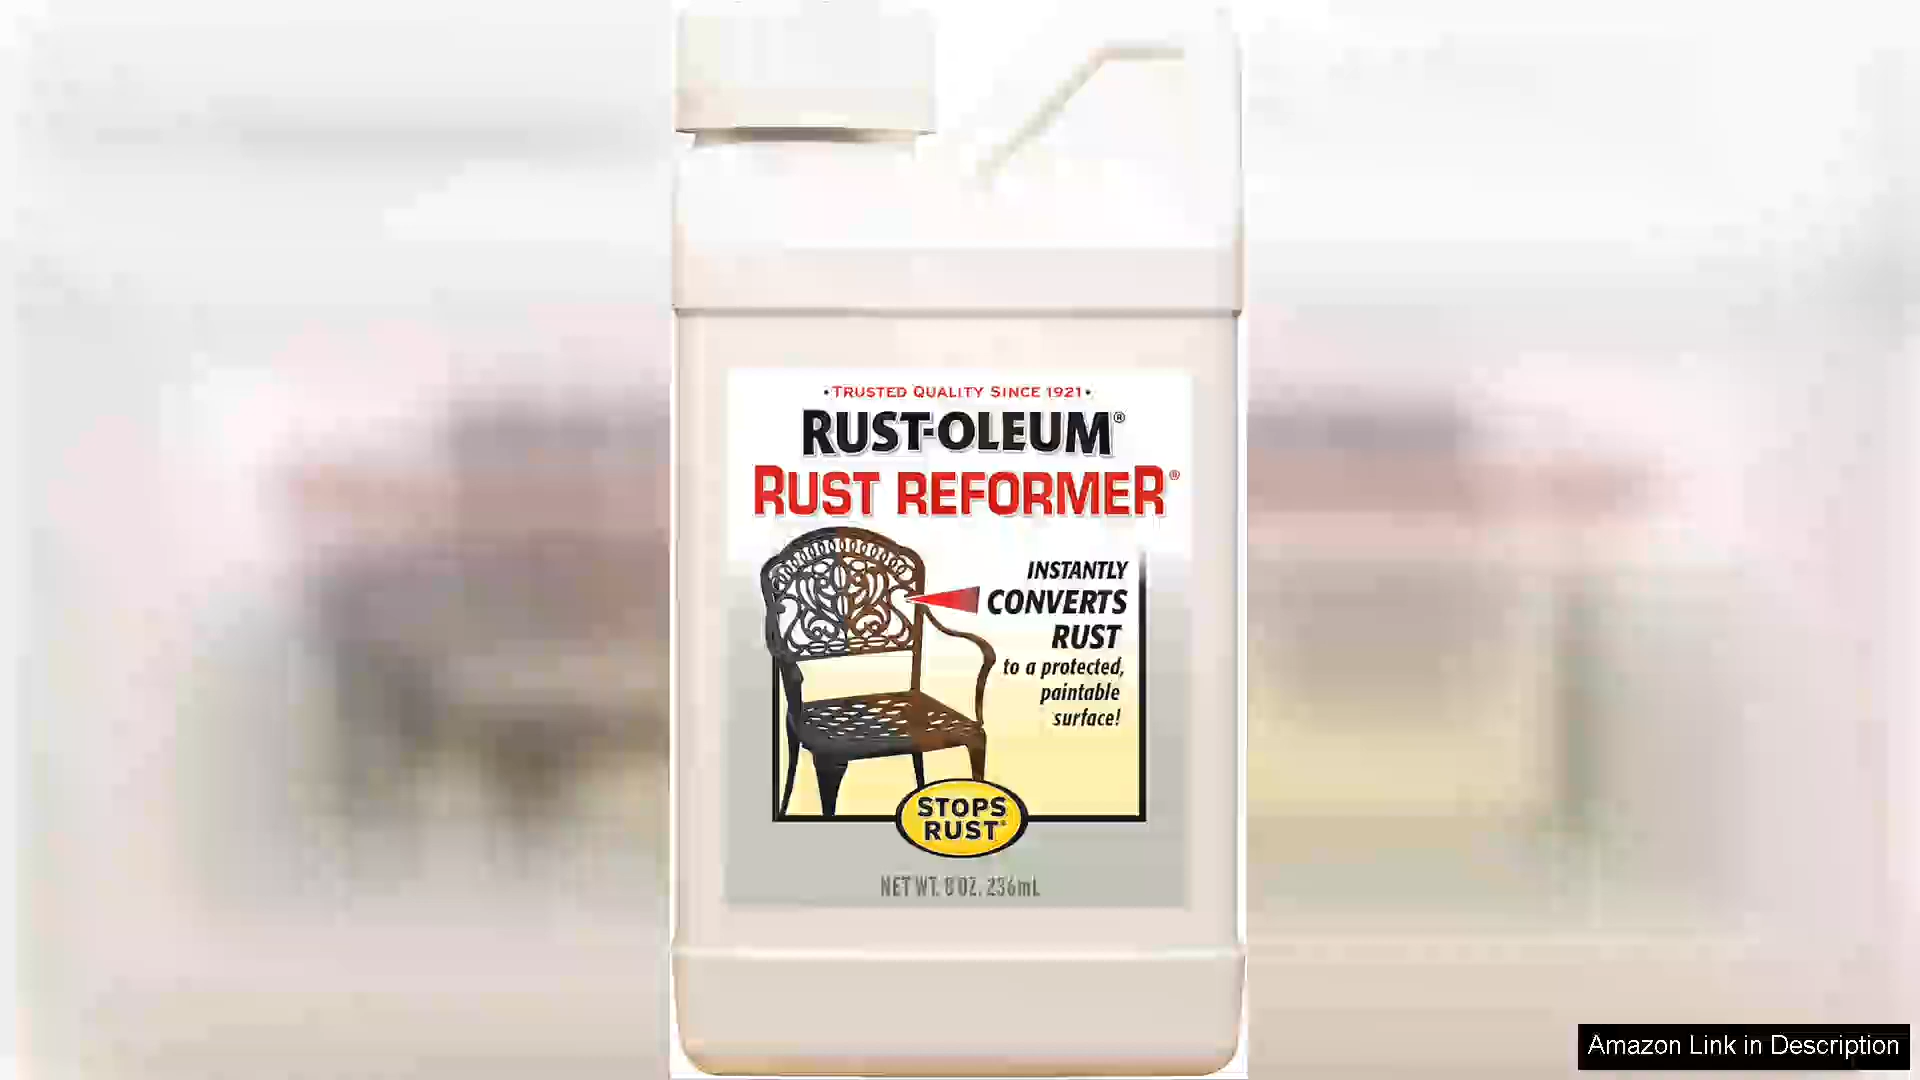 •TRUSTED QUALITY SINCE 1921•
RUST-OLEUM®
RUST REFORMER®
INSTANTLY
CONVERTS
RUST
to a protected,
paintable
surface!
STOPS
RUST®
NET WT. 8 OZ. 236mL
Amazon Link in Description